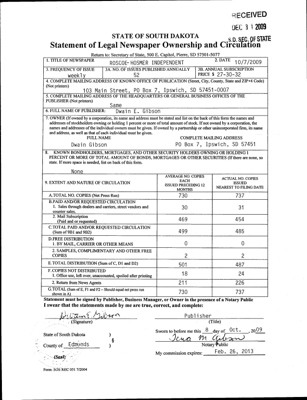 RECEIVED
DEC 11 2009
S.D. SEC. OF STATE
STATE OF SOUTH DAKOTA
Statement of Legal Newspaper Ownership and Circulation
Return to: Secretary of State, 500 E. Capitol, Pierre, SD 57501-5077
1. TITLE OF NEWSPAPER
ROSCOE-HOSMER INDEPENDENT
2. DATE
10/7/2009
3. FREQUENCY OF ISSUE
weekly
3A. NO. OF ISSUES PUBLISHED ANNUALLY
52
3B. ANNUAL SUBSCRIPTION
PRICE $ 27-30-32
4. COMPLETE MAILING ADDRESS OF KNOWN OFFICE OF PUBLICATION (Street, City, County, State and ZIP+4 Code)
(Not printers)
103 Main Street, PO Box 7, Ipswich, SD 57451-0007
5. COMPLETE MAILING ADDRESS OF THE HEADQUARTERS OR GENERAL BUSINESS OFFICES OF THE
PUBLISHER (Not printers)
Same
6. FULL NAME OF PUBLISHER:
Dwain E. Gibson
7. OWNER (If owned by a corporation, its name and address must be stated and list on the back of this form the names and
addresses of stockholders owning or holding 1 percent or more of total amount of stock. If not owned by a corporation, the
names and addresses of the individual owners must be given. If owned by a partnership or other unincorporated firm, its name
and address, as well as that of each individual must be given.
FULL NAME
COMPLETE MAILING ADDRESS
Dwain Gibson
PO Box 7, Ipswich, SD 57451
8. KNOWN BONDHOLDERS, MORTGAGEES, AND OTHER SECURITY HOLDERS OWNING OR HOLDING 1
PERCENT OR MORE OF TOTAL AMOUNT OF BONDS, MORTGAGES OR OTHER SECURITIES (If there are none, so
state. If more space is needed, list on back of this form.
None
9. EXTENT AND NATURE OF CIRCULATION
AVERAGE NO. COPIES
EACH
ISSUED PRECEDING 12
MONTHS
ACTUAL NO. COPIES
ISSUED
NEAREST TO FILING DATE
A.TOTAL NO. COPIES (Net Press Run)
730
737
B.PAID AND/OR REQUESTED CIRCULATION
1. Sales through dealers and carriers, street vendors and
counter sales.
30
31
2. Mail Subscription
(Paid and or requested)
469
454
C.TOTAL PAID AND/OR REQUESTED CIRCULATION
(Sum of 9B1 and 9B2)
499
485
D.FREE DISTRIBUTION
1. BY MAIL, CARRIER OR OTHER MEANS
0
0
2. SAMPLES, COMPLIMENTARY AND OTHER FREE
COPIES
2
2
E. TOTAL DISTRIBUTION (Sum of C, D1 and D2)
501
487
F. COPIES NOT DISTRIBUTED
1. Office use, left over, unaccounted, spoiled after printing
18
24
2. Return from News Agents
211
226
G.TOTAL (Sum of E, F1 and F2 - Should equal net press run
shown in A)
730
737
Statement must be signed by Publisher, Business Manager, or Owner in the presence of a Notary Public
I swear that the statements made by me are true, correct, and complete:
Publisher
(Signature)
(Title)
State of South Dakota )
Sworn to before me this 8 day of Oct. , 2009
County of Edmunds )
Notary Public
(Seal)
My commission expires: Feb. 26, 2013